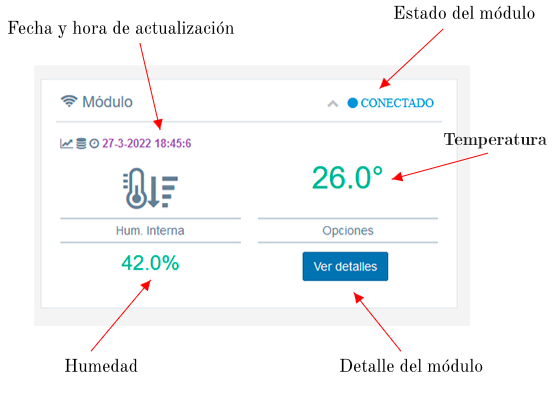 Estado del módulo
Fecha y hora de actualización
Módulo
CONECTADO
27-3-2022 18:45:6
Temperatura
26.0°
Hum. Interna
Opciones
42.0%
Ver detalles
Humedad
Detalle del módulo